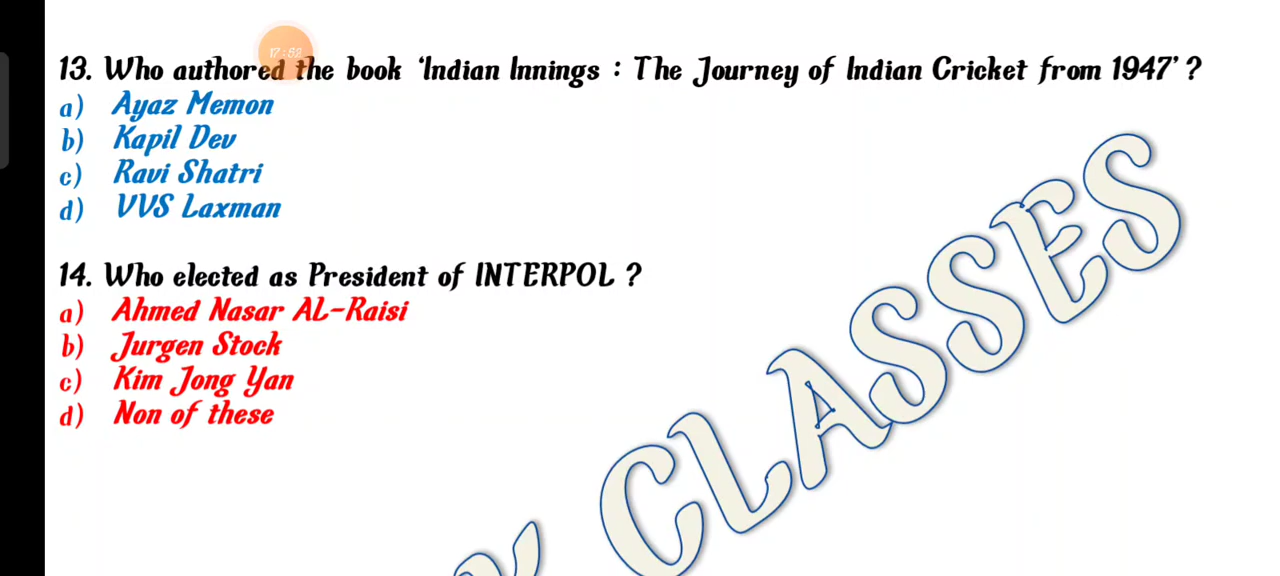 17:52
13. Who authored the book ‘Indian Innings : The Journey of Indian Cricket from 1947’ ?
a) Ayaz Memon
b) Kapil Dev
c) Ravi Shatri
d) VVS Laxman
14. Who elected as President of INTERPOL ?
a) Ahmed Nasar AL-Raisi
b) Jurgen Stock
c) Kim Jong Yan
d) Non of these
CLASSES